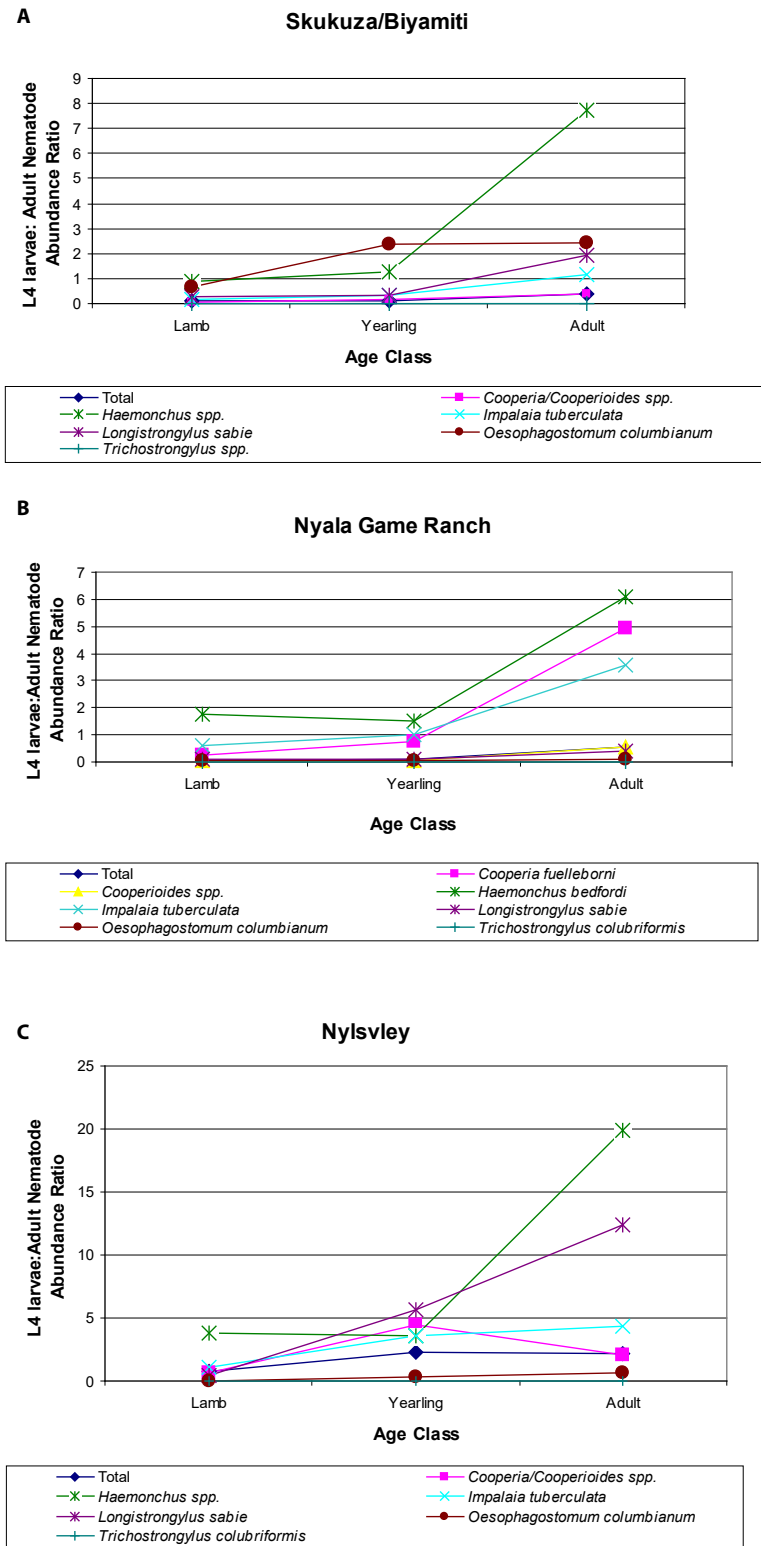 A
Skukuza/Biyamiti
L4 larvae: Adult Nematode
Abundance Ratio
9
8
7
6
5
4
3
2
1
0
Lamb Yearling Adult
Age Class
Total Cooperia/Cooperioides spp.
Haemonchus spp. Impalaia tuberculata
Longistrongylus sabie Oesophagostomum columbianum
Trichostrongylus spp.
B
Nyala Game Ranch
L4 larvae:Adult Nematode
Abundance Ratio
7
6
5
4
3
2
1
0
Lamb Yearling Adult
Age Class
Total Cooperia fuelleborni
Cooperioides spp. Haemonchus bedfordi
Impalaia tuberculata Longistrongylus sabie
Oesophagostomum columbianum Trichostrongylus colubriformis
C
Nylsvley
L4 larvae:Adult Nematode
Abundance Ratio
25
20
15
10
5
0
Lamb Yearling Adult
Age Class
Total Cooperia/Cooperioides spp.
Haemonchus spp. Impalaia tuberculata
Longistrongylus sabie Oesophagostomum columbianum
Trichostrongylus colubriformis